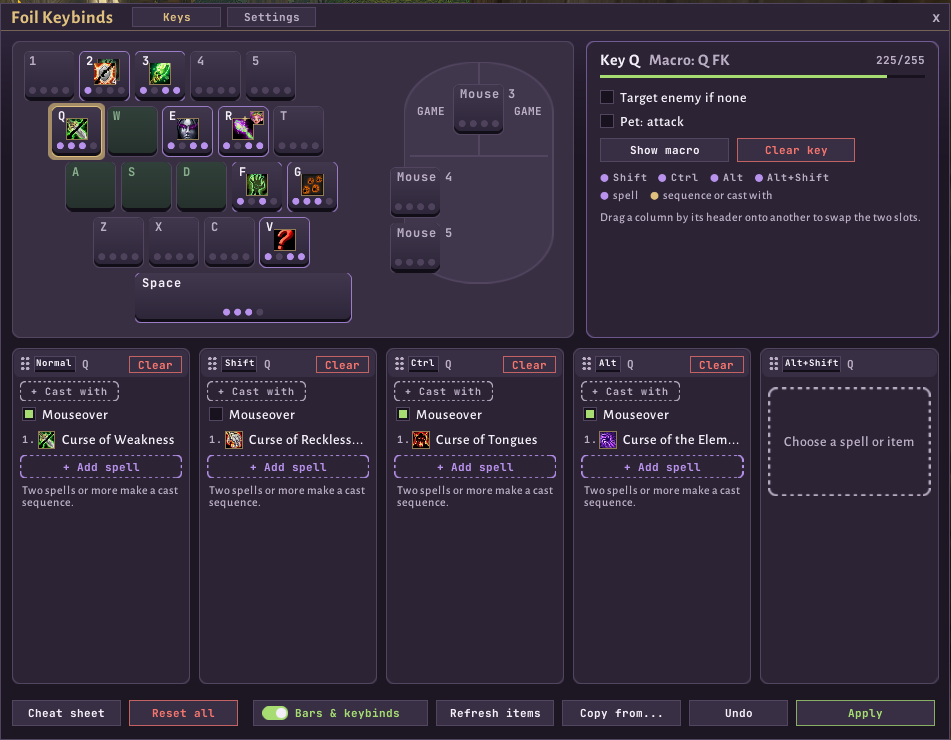 Foil Keybinds
Keys
Settings
x
1
2
3
4
5
Q
W
E
R
T
A
S
D
F
G
Z
X
C
V
Space
GAME
Mouse 3
GAME
Mouse 4
Mouse 5
Key Q Macro: Q FK
225/255
Target enemy if none
Pet: attack
Show macro
Clear key
Shift Ctrl Alt Alt+Shift
spell sequence or cast with
Drag a column by its header onto another to swap the two slots.
Normal Q Clear
+ Cast with
Mouseover
1. Curse of Weakness
+ Add spell
Two spells or more make a cast
sequence.
Shift Q Clear
+ Cast with
Mouseover
1. Curse of Reckless...
+ Add spell
Two spells or more make a cast
sequence.
Ctrl Q Clear
+ Cast with
Mouseover
1. Curse of Tongues
+ Add spell
Two spells or more make a cast
sequence.
Alt Q Clear
+ Cast with
Mouseover
1. Curse of the Elem...
+ Add spell
Two spells or more make a cast
sequence.
Alt+Shift Q
Choose a spell or item
Cheat sheet
Reset all
Bars & keybinds
Refresh items
Copy from...
Undo
Apply